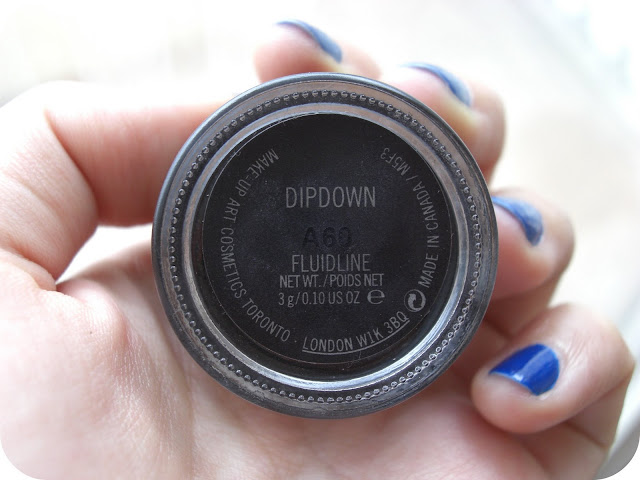 DIPDOWN
A60
FLUIDLINE
NET WT. / POIDS NET
3 g / 0.10 US OZ ℮
MAKE-UP ART COSMETICS TORONTO · LONDON W1K 3BQ
MADE IN CANADA / M5F3